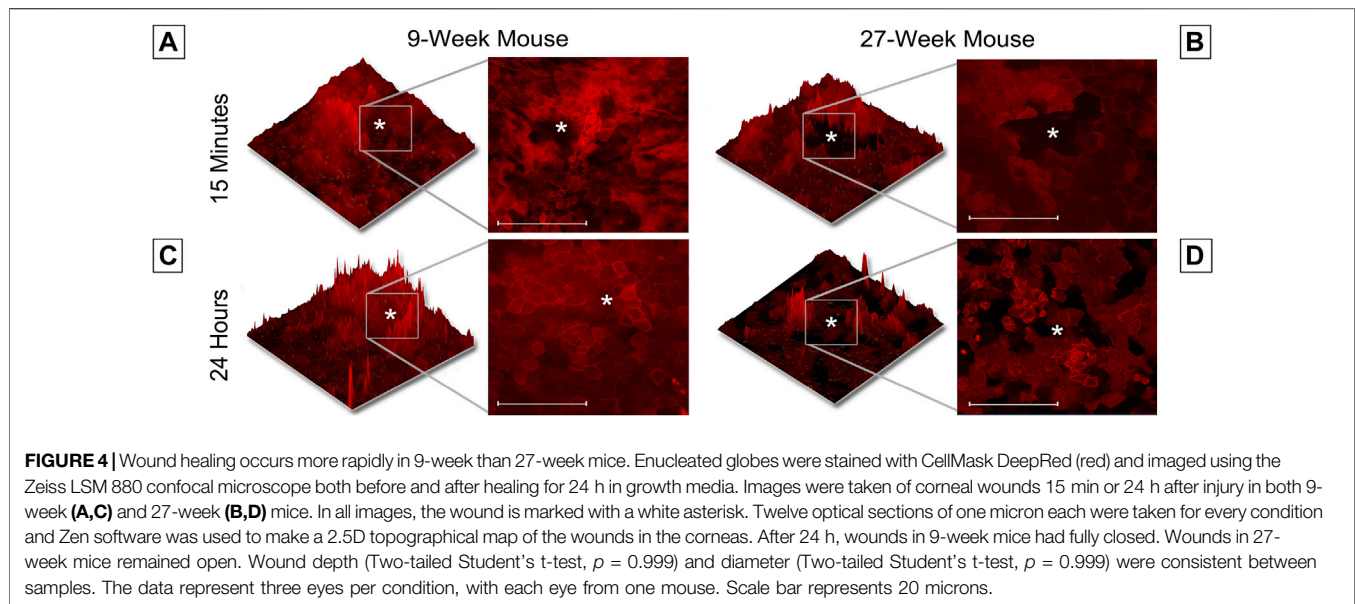 A
9-Week Mouse
27-Week Mouse
B
15 Minutes
*
*
*
*
C
D
24 Hours
*
*
*
*
FIGURE 4 | Wound healing occurs more rapidly in 9-week than 27-week mice. Enucleated globes were stained with CellMask DeepRed (red) and imaged using the
Zeiss LSM 880 confocal microscope both before and after healing for 24 h in growth media. Images were taken of corneal wounds 15 min or 24 h after injury in both 9-
week (A,C) and 27-week (B,D) mice. In all images, the wound is marked with a white asterisk. Twelve optical sections of one micron each were taken for every condition
and Zen software was used to make a 2.5D topographical map of the wounds in the corneas. After 24 h, wounds in 9-week mice had fully closed. Wounds in 27-
week mice remained open. Wound depth (Two-tailed Student’s t-test, p = 0.999) and diameter (Two-tailed Student’s t-test, p = 0.999) were consistent between
samples. The data represent three eyes per condition, with each eye from one mouse. Scale bar represents 20 microns.